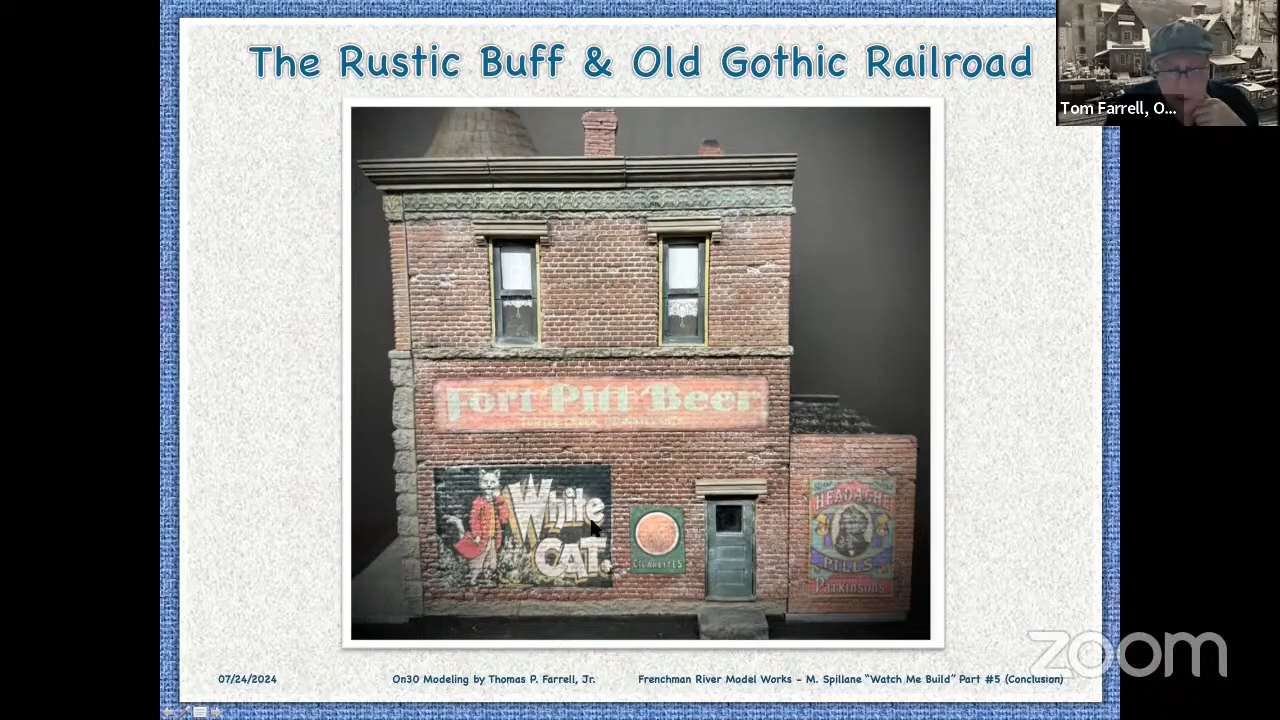 The Rustic Buff & Old Gothic Railroad
Tom Farrell, O...
Fort Pitt Beer
White
CAT
CIGARETTES
HEADACHE
PILLS
Parkinsons
07/24/2024
On30 Modeling by Thomas P. Farrell, Jr.
Frenchman River Model Works – M. Spillane "Watch Me Build" Part #5 (Conclusion)
zoom